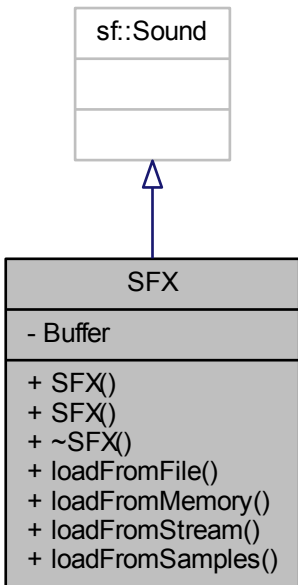 sf::Sound
SFX
- Buffer
+ SFX()
+ SFX()
+ ~SFX()
+ loadFromFile()
+ loadFromMemory()
+ loadFromStream()
+ loadFromSamples()